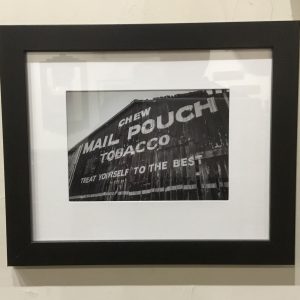 CHEW
MAIL POUCH
TOBACCO
TREAT YOURSELF TO THE BEST